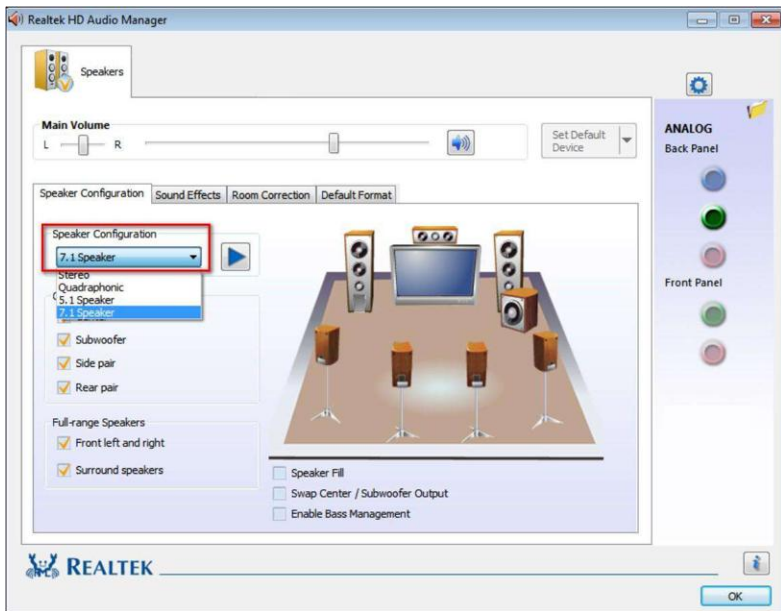 Realtek HD Audio Manager
Speakers
Main Volume
L
R
Set Default
Device
ANALOG
Back Panel
Speaker Configuration
Sound Effects
Room Correction
Default Format
Speaker Configuration
7.1 Speaker
Stereo
Quadraphonic
5.1 Speaker
7.1 Speaker
Subwoofer
Side pair
Rear pair
Front Panel
Full-range Speakers
Front left and right
Surround speakers
Speaker Fill
Swap Center / Subwoofer Output
Enable Bass Management
REALTEK
i
OK